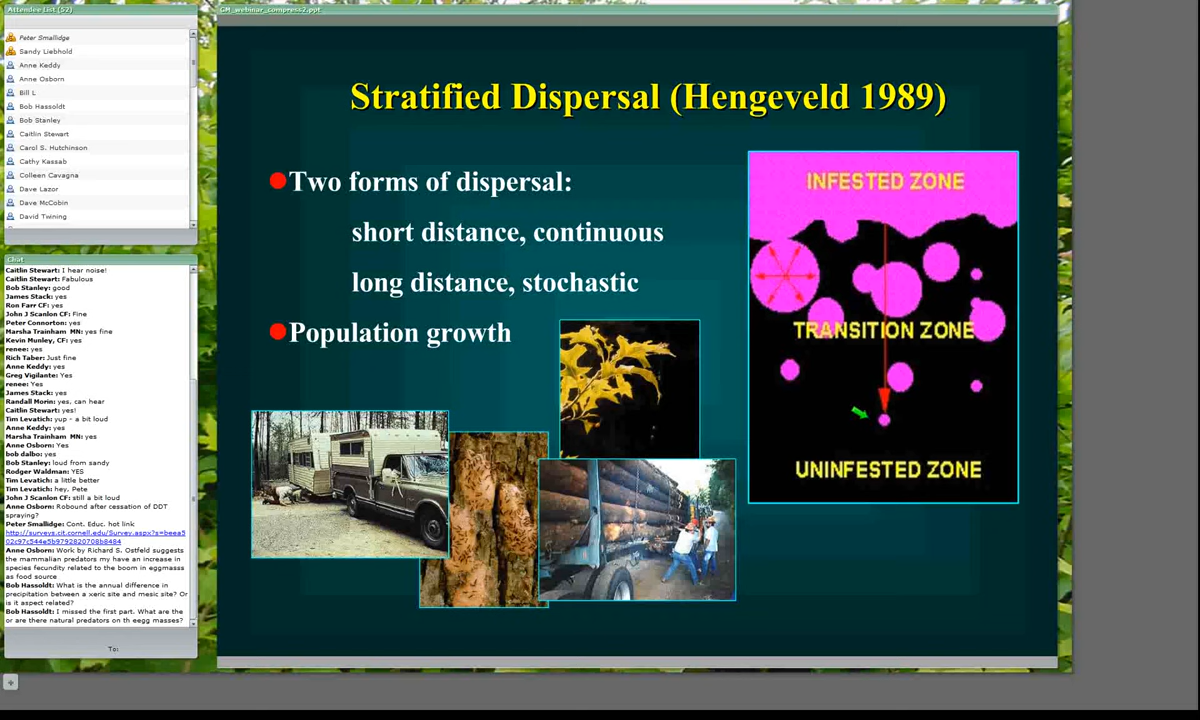 Attendee List (52)
Peter Smallidge
Sandy Liebhold
Anne Keddy
Anne Osborn
Bill L
Bob Hassoldt
Bob Stanley
Caitlin Stewart
Carol S. Hutchinson
Cathy Kassab
Colleen Cavagna
Dave Lazor
Dave McCobin
David Twining
Chat
Caitlin Stewart: I hear noise!
Caitlin Stewart: Fabulous
Bob Stanley: good
James Stack: yes
Ron Farr CF: yes
John J Scanlon CF: Fine
Peter Connorton: yes
Marsha Trainham MN: yes fine
Kevin Munley, CF: yes
renee: yes
Rich Taber: Just fine
Anne Keddy: yes
Greg Vigilante: Yes
renee: Yes
James Stack: yes
Randall Morin: yes, can hear
Caitlin Stewart: yes!
Tim Levatich: yup - a bit loud
Anne Keddy: yes
Marsha Trainham MN: yes
Anne Osborn: Yes
bob dalbo: yes
Bob Stanley: loud from sandy
Rodger Waldman: YES
Tim Levatich: a little better
Tim Levatich: hey, Pete
John J Scanlon CF: still a bit loud
Anne Osborn: Robound after cessation of DDT
spraying?
Peter Smallidge: Cont. Educ. hot link
http://surveys.cit.cornell.edu/Survey.aspx?s=beea5
02c97c544e5b9792820708b8484
Anne Osborn: Work by Richard S. Ostfeld suggests
the mammalian predators my have an increase in
species fecundity related to the boom in eggmasss
as food source
Bob Hassoldt: What is the annual difference in
precipitation between a xeric site and mesic site? Or
is it aspect related?
Bob Hassoldt: I missed the first part. What are the
or are there natural predators on th eegg masses?
To:
GM_webinar_compress2.ppt
Stratified Dispersal (Hengeveld 1989)
Two forms of dispersal:
short distance, continuous
long distance, stochastic
Population growth
INFESTED ZONE
TRANSITION ZONE
UNINFESTED ZONE